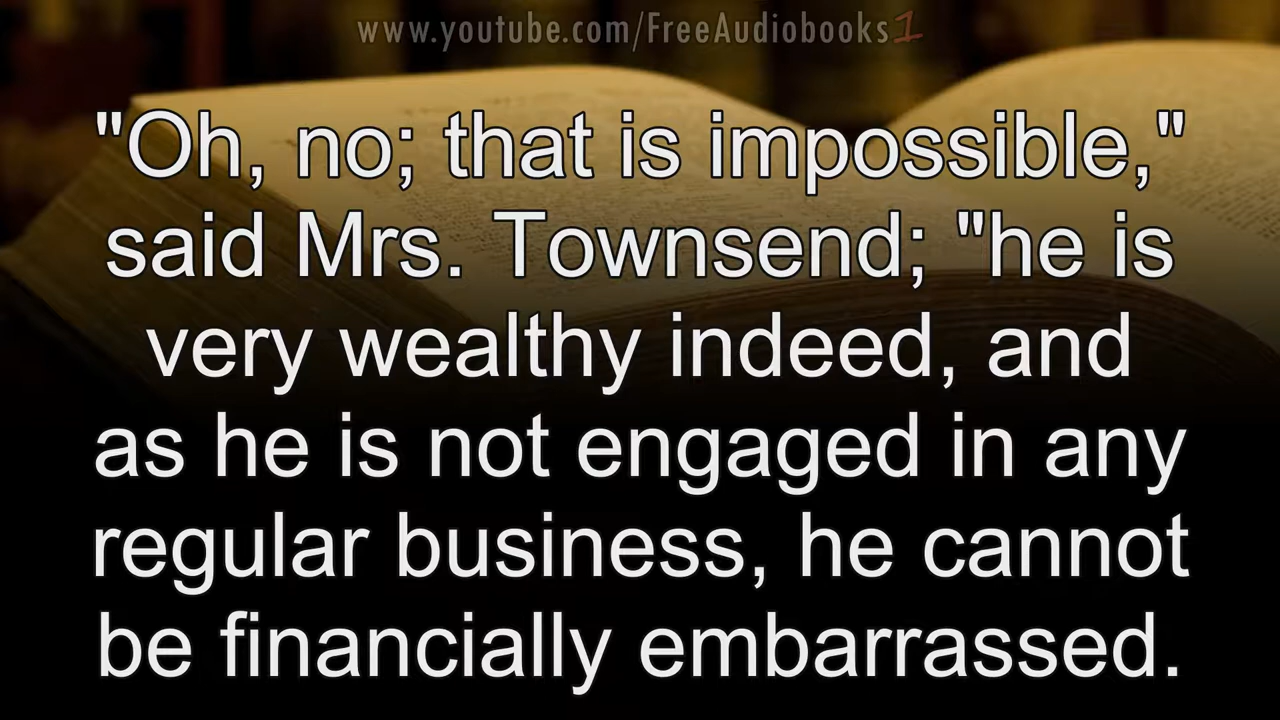 www.youtube.com/FreeAudiobooks1
"Oh, no; that is impossible,"
said Mrs. Townsend; "he is
very wealthy indeed, and
as he is not engaged in any
regular business, he cannot
be financially embarrassed.